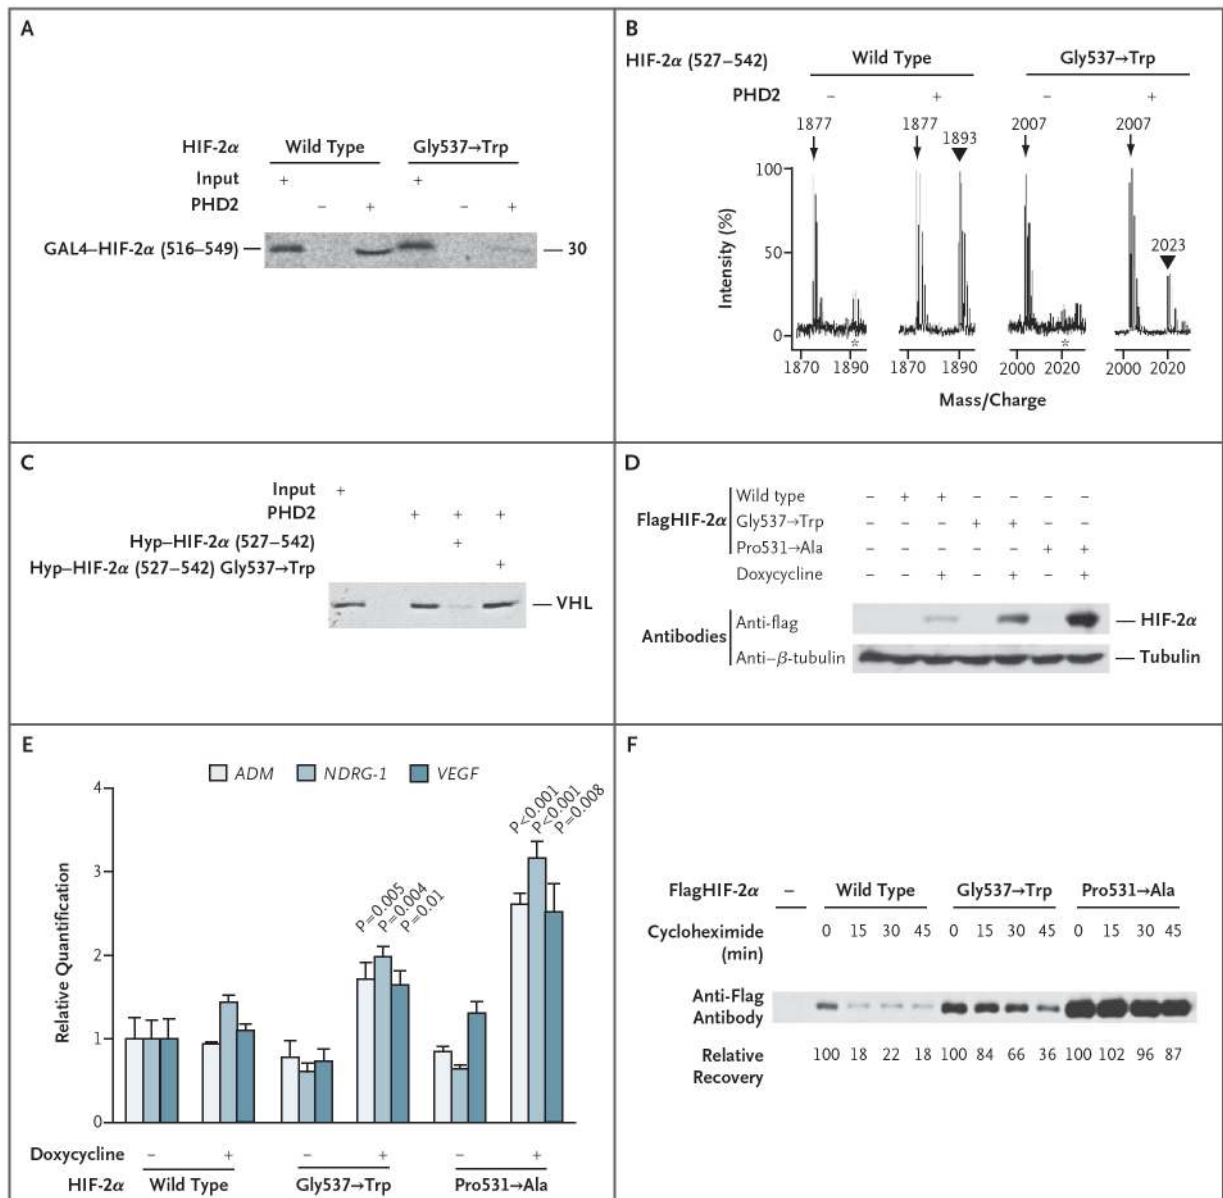 A
HIF-2α Wild Type Gly537→Trp
Input + +
PHD2 – + – +
GAL4–HIF-2α (516–549) — — 30
B
HIF-2α (527–542) Wild Type Gly537→Trp
PHD2 – + – +
1877 1877 1893 2007 2007 2023
Intensity (%)
100
50
0
* *
1870 1890 1870 1890 2000 2020 2000 2020
Mass/Charge
C
Input +
PHD2 + + +
Hyp–HIF-2α (527–542) +
Hyp–HIF-2α (527–542) Gly537→Trp +
— VHL
D
FlagHIF-2α
Wild type – + + – – – –
Gly537→Trp – – – + + – –
Pro531→Ala – – – – – + +
Doxycycline – – + – + – +
Antibodies
Anti-flag — HIF-2α
Anti–β-tubulin — Tubulin
E
ADM NDRG-1 VEGF
Relative Quantification
4
3
2
1
0
P=0.005
P=0.004
P=0.01
P<0.001
P<0.001
P=0.008
Doxycycline – + – + – +
HIF-2α Wild Type Gly537→Trp Pro531→Ala
F
FlagHIF-2α – Wild Type Gly537→Trp Pro531→Ala
Cycloheximide 0 15 30 45 0 15 30 45 0 15 30 45
(min)
Anti-Flag
Antibody
Relative 100 18 22 18 100 84 66 36 100 102 96 87
Recovery